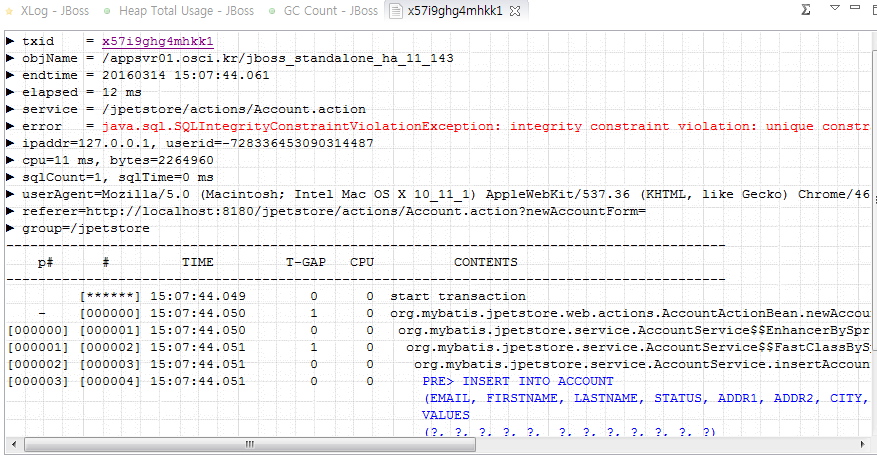 XLog - JBoss Heap Total Usage - JBoss GC Count - JBoss x57i9ghg4mhkk1
▶ txid    = x57i9ghg4mhkk1
▶ objName = /appsvr01.osci.kr/jboss_standalone_ha_11_143
▶ endtime = 20160314 15:07:44.061
▶ elapsed = 12 ms
▶ service = /jpetstore/actions/Account.action
▶ error   = java.sql.SQLIntegrityConstraintViolationException: integrity constraint violation: unique constr
▶ ipaddr=127.0.0.1, userid=-728336453090314487
▶ cpu=11 ms, bytes=2264960
▶ sqlCount=1, sqlTime=0 ms
▶ userAgent=Mozilla/5.0 (Macintosh; Intel Mac OS X 10_11_1) AppleWebKit/537.36 (KHTML, like Gecko) Chrome/46
▶ referer=http://localhost:8180/jpetstore/actions/Account.action?newAccountForm=
▶ group=/jpetstore
------------------------------------------------------------------------------------------
p# # TIME T-GAP CPU CONTENTS
------------------------------------------------------------------------------------------
[******] 15:07:44.049 0 0 start transaction
- [000000] 15:07:44.050 1 0 org.mybatis.jpetstore.web.actions.AccountActionBean.newAccou
[000000] [000001] 15:07:44.050 0 0 org.mybatis.jpetstore.service.AccountService$$EnhancerBySpr
[000001] [000002] 15:07:44.051 1 0 org.mybatis.jpetstore.service.AccountService$$FastClassByS
[000002] [000003] 15:07:44.051 0 0 org.mybatis.jpetstore.service.AccountService.insertAccoun
[000003] [000004] 15:07:44.051 0 0 PRE> INSERT INTO ACCOUNT
(EMAIL, FIRSTNAME, LASTNAME, STATUS, ADDR1, ADDR2, CITY,
VALUES
(?, ?, ?, ?, ?, ?, ?, ?, ?, ?, ?, ?)